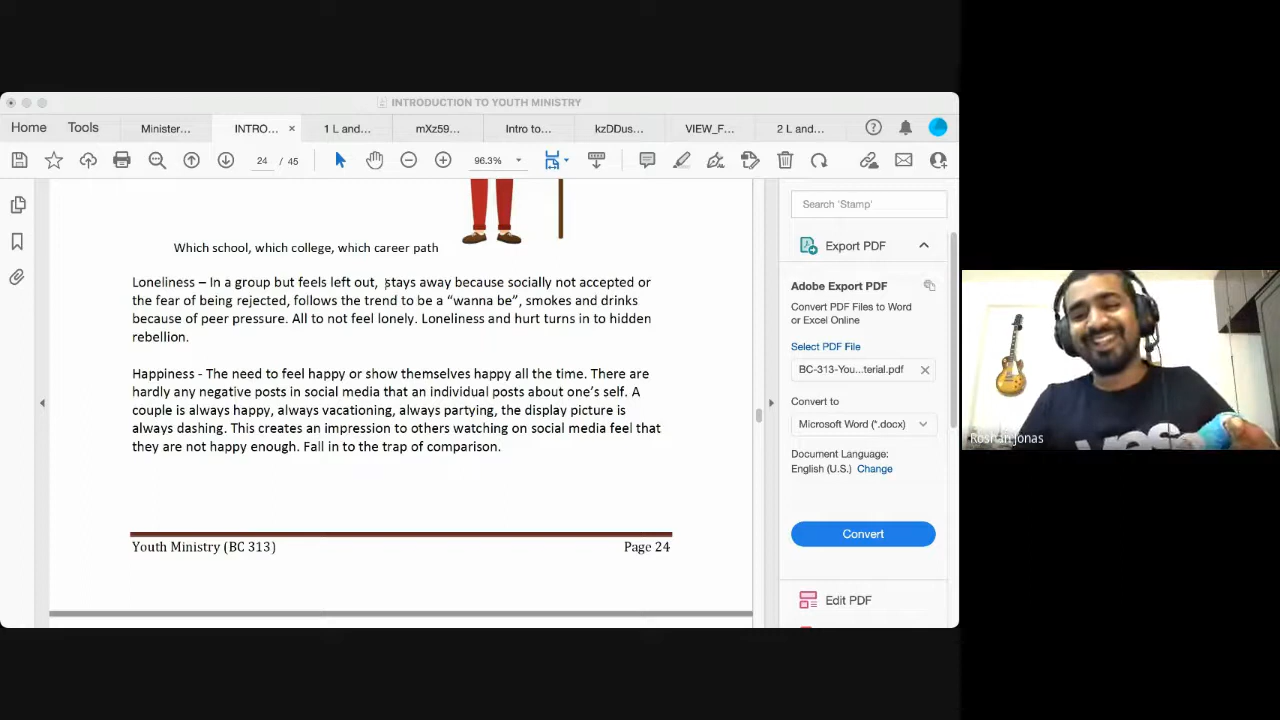 INTRODUCTION TO YOUTH MINISTRY
Home Tools Minister... INTRO... × 1 L and... mXz59... Intro to... kzDDus... VIEW_F... 2 L and...
24 / 45 96.3%
Which school, which college, which career path
Loneliness – In a group but feels left out, stays away because socially not accepted or
the fear of being rejected, follows the trend to be a “wanna be”, smokes and drinks
because of peer pressure. All to not feel lonely. Loneliness and hurt turns in to hidden
rebellion.
Happiness - The need to feel happy or show themselves happy all the time. There are
hardly any negative posts in social media that an individual posts about one’s self. A
couple is always happy, always vacationing, always partying, the display picture is
always dashing. This creates an impression to others watching on social media feel that
they are not happy enough. Fall in to the trap of comparison.
Youth Ministry (BC 313) Page 24
Search 'Stamp'
Export PDF
Adobe Export PDF
Convert PDF Files to Word
or Excel Online
Select PDF File
BC-313-You...terial.pdf
Convert to
Microsoft Word (*.docx)
Document Language:
English (U.S.) Change
Convert
Edit PDF
Roshan Jonas